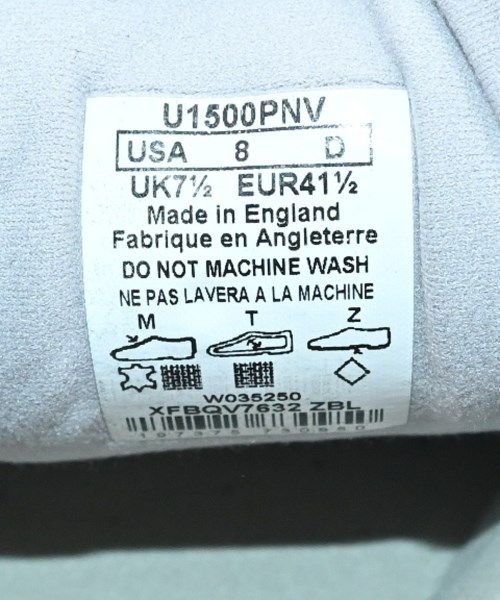 U1500PNV
USA 8 D
UK7½ EUR41½
Made in England
Fabrique en Angleterre
DO NOT MACHINE WASH
NE PAS LAVERA A LA MACHINE
M T Z
W035250
XFBQV7632 ZBL